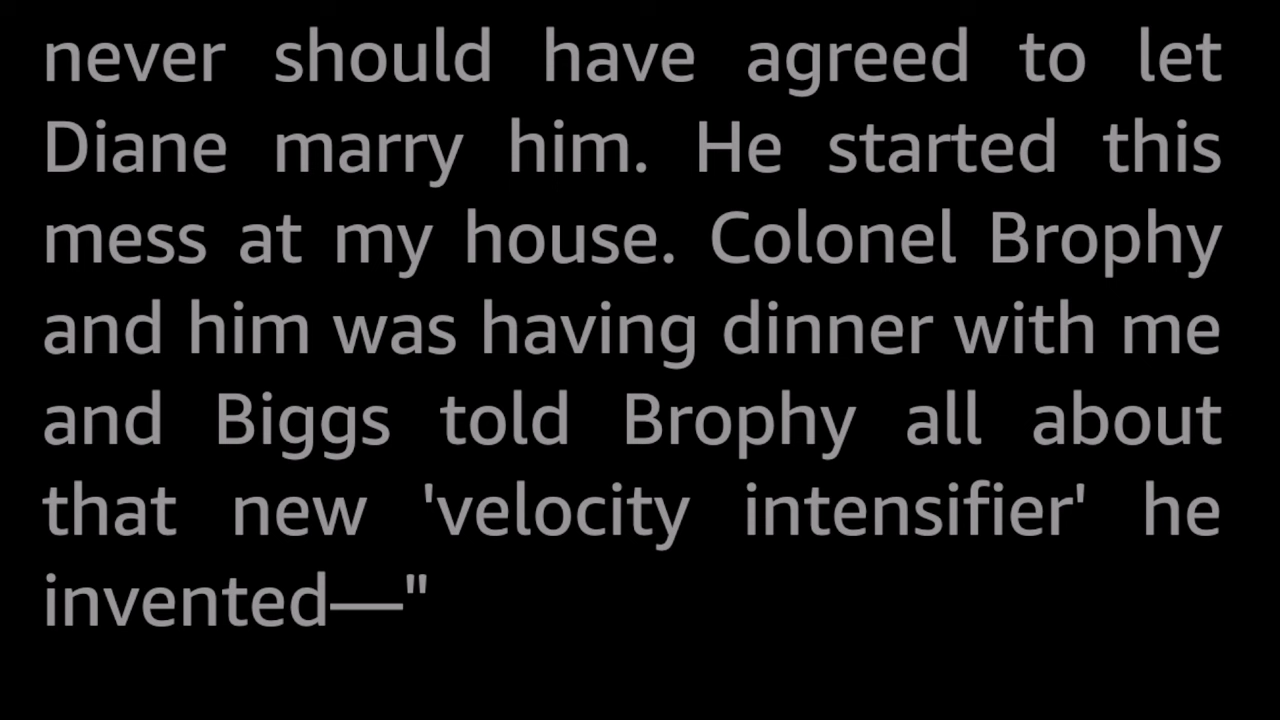 never should have agreed to let
Diane marry him. He started this
mess at my house. Colonel Brophy
and him was having dinner with me
and Biggs told Brophy all about
that new 'velocity intensifier' he
invented—"